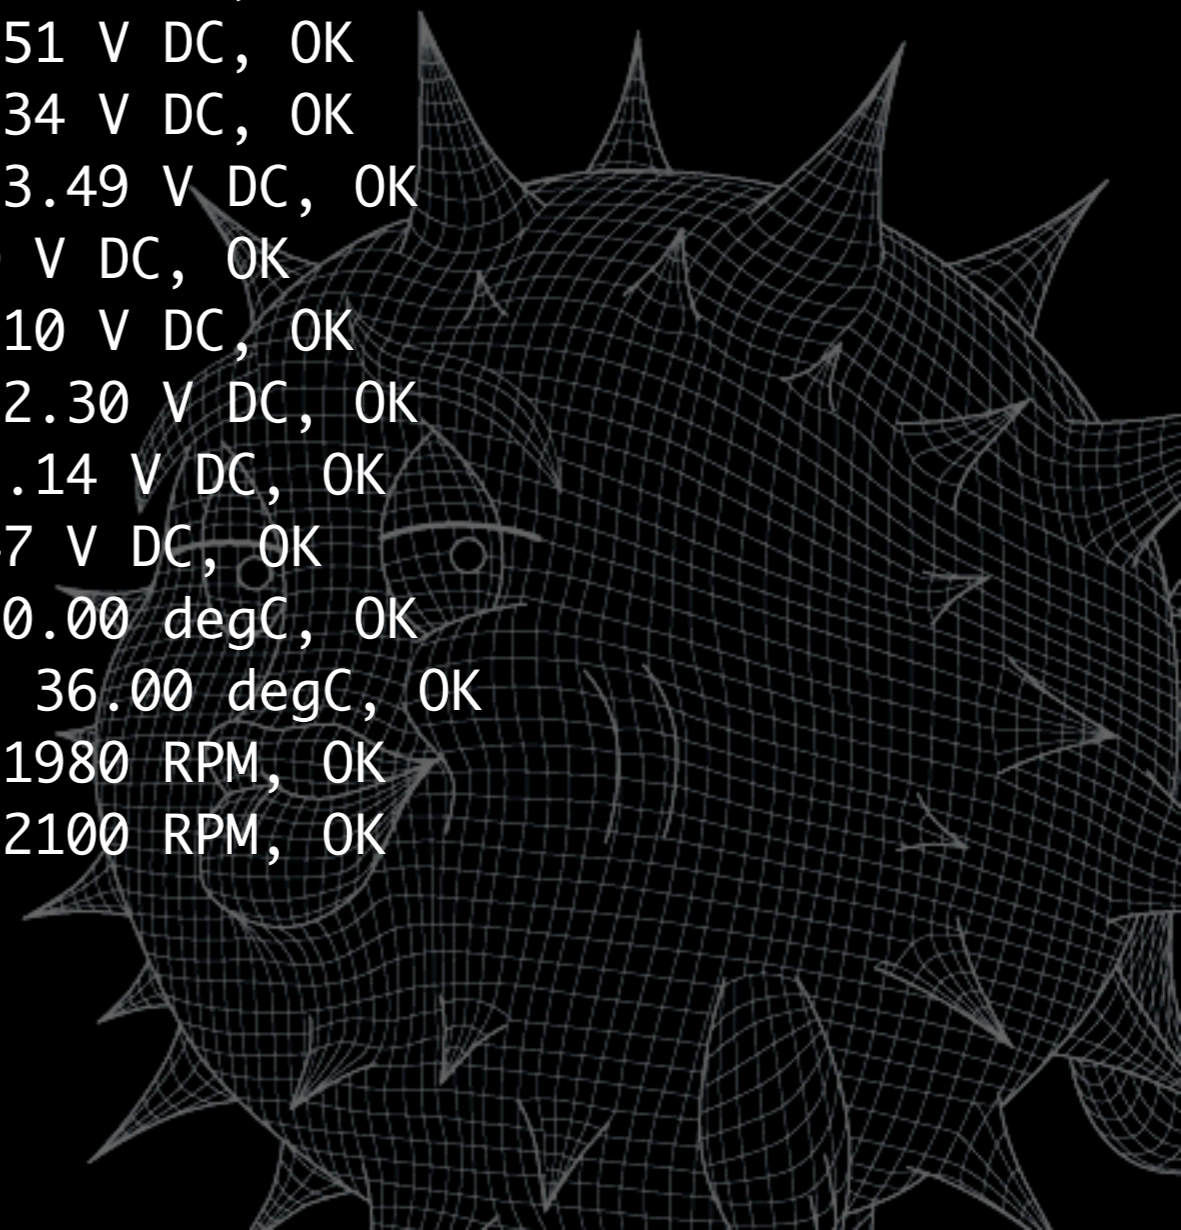 51 V DC, OK
34 V DC, OK
3.49 V DC, OK
V DC, OK
10 V DC, OK
2.30 V DC, OK
.14 V DC, OK
7 V DC, OK
0.00 degC, OK
36.00 degC, OK
1980 RPM, OK
2100 RPM, OK